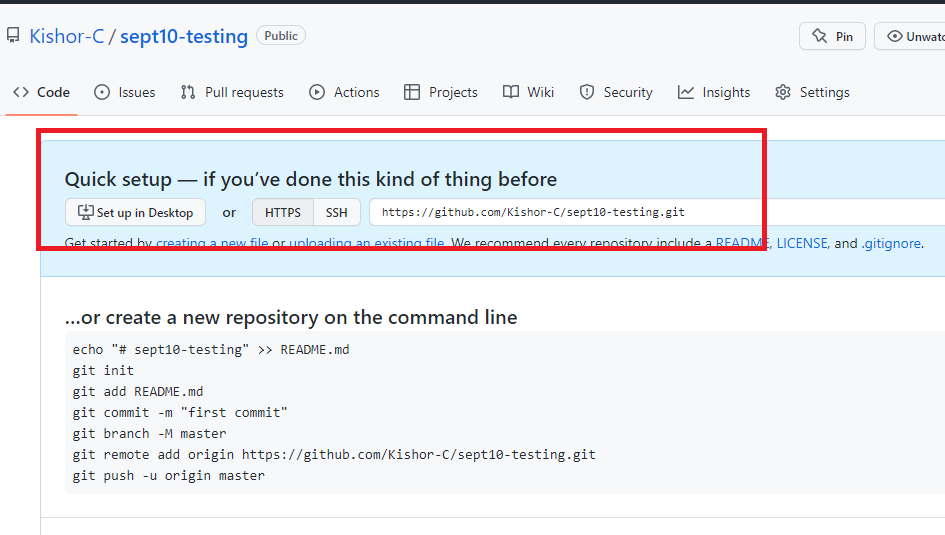 Kishor-C / sept10-testing Public Pin Unwatc
Code Issues Pull requests Actions Projects Wiki Security Insights Settings
Quick setup — if you've done this kind of thing before
Set up in Desktop or HTTPS SSH https://github.com/Kishor-C/sept10-testing.git
Get started by creating a new file or uploading an existing file. We recommend every repository include a README, LICENSE, and .gitignore.
...or create a new repository on the command line
echo "# sept10-testing" >> README.md
git init
git add README.md
git commit -m "first commit"
git branch -M master
git remote add origin https://github.com/Kishor-C/sept10-testing.git
git push -u origin master